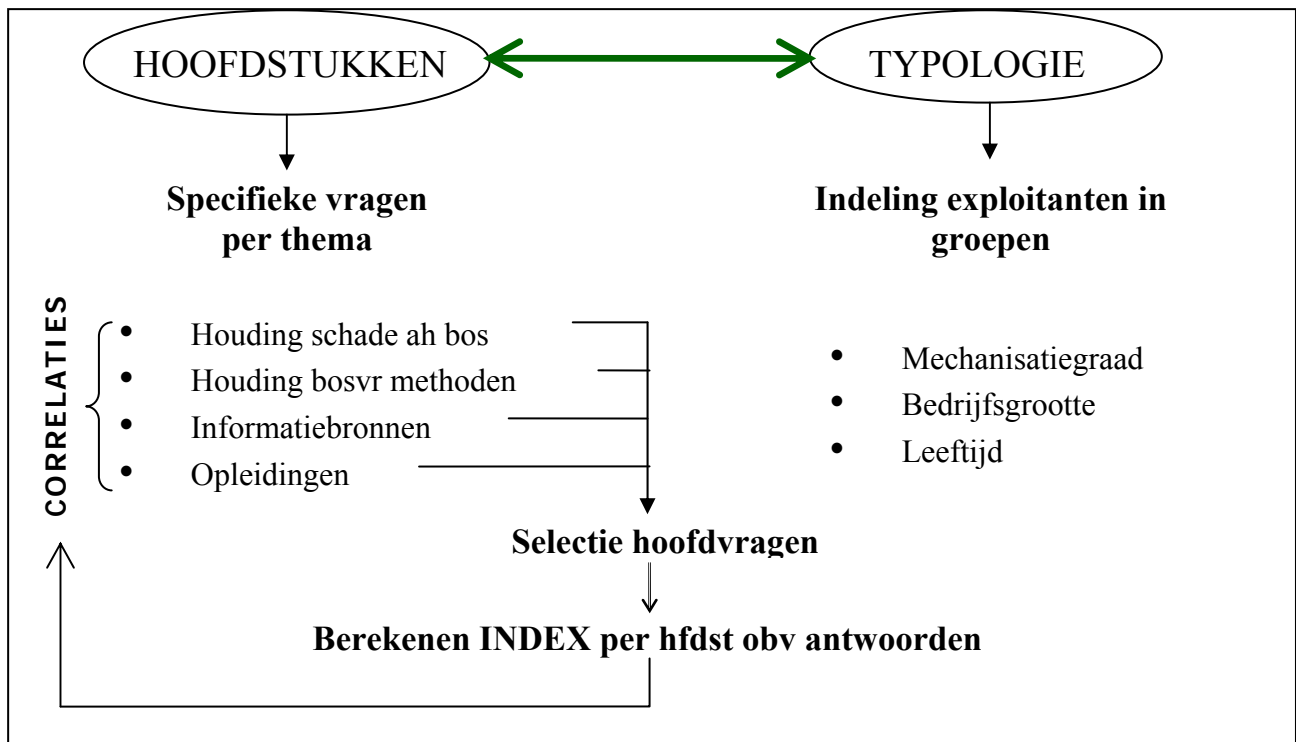 HOOFDSTUKKEN
TYPOLOGIE
Specifieke vragen
per thema
Indeling exploitanten in
groepen
CORRELATIES
• Houding schade ah bos
• Houding bosvr methoden
• Informatiebronnen
• Opleidingen
• Mechanisatiegraad
• Bedrijfsgrootte
• Leeftijd
Selectie hoofdvragen
Berekenen INDEX per hfdst obv antwoorden